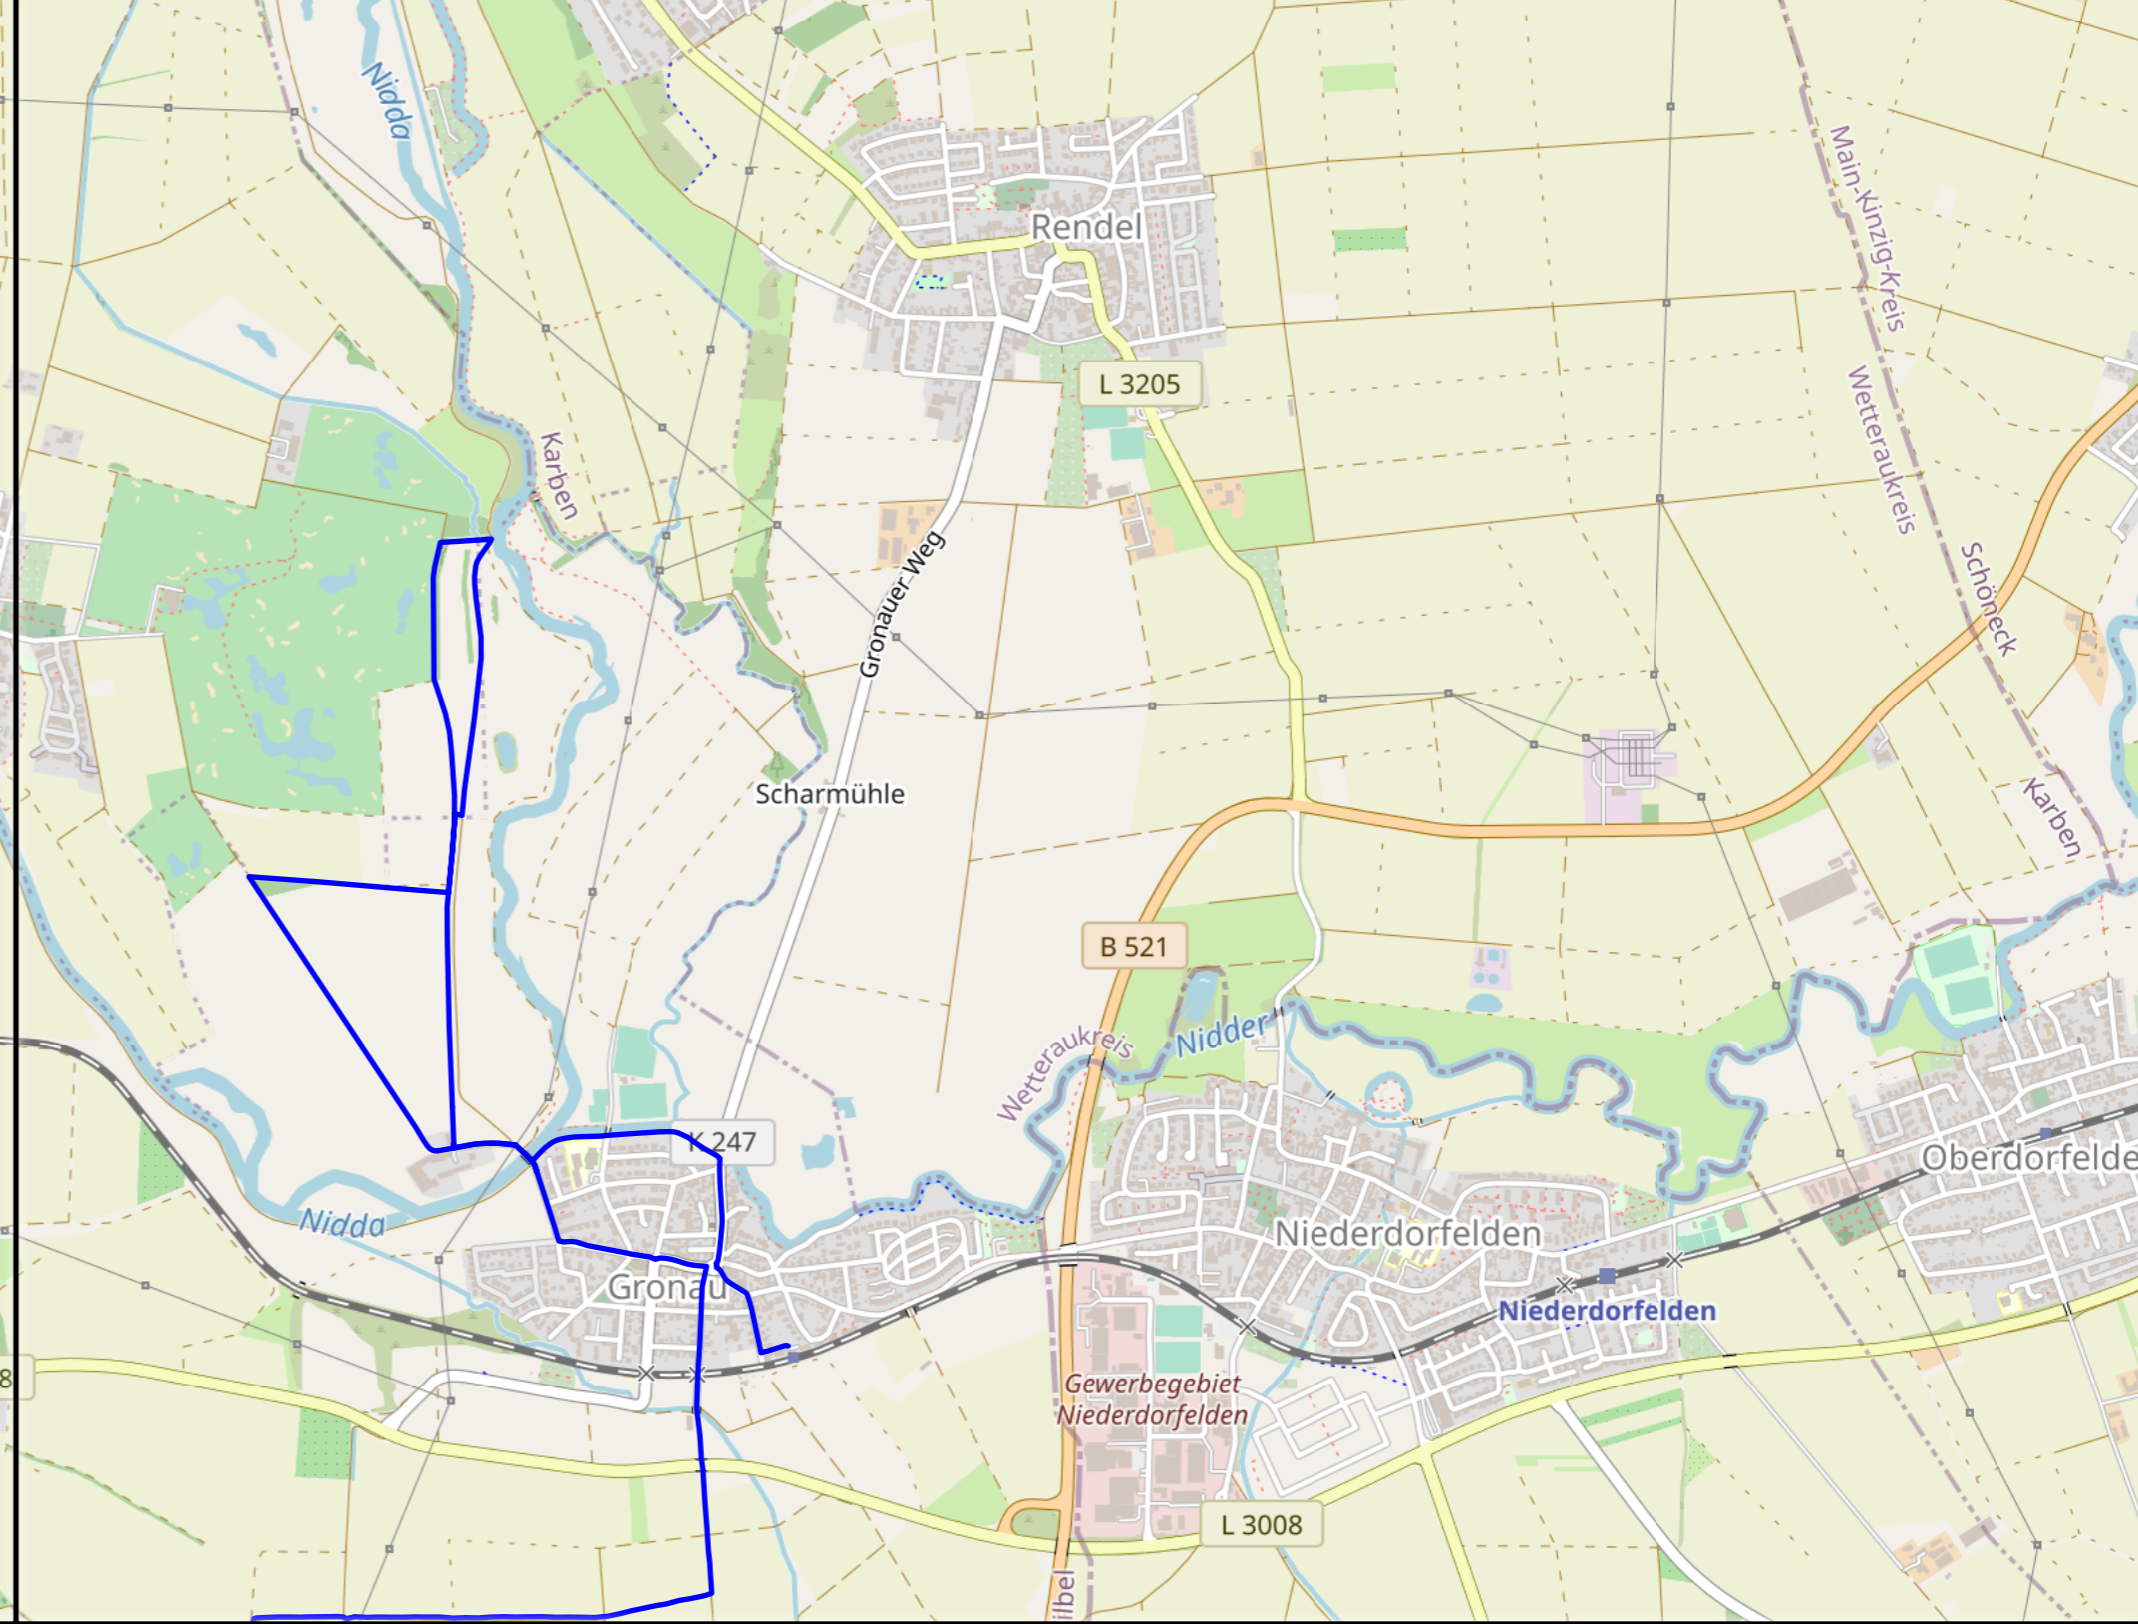 Nidda
Main-Kinzig-Kreis
Rendel
L 3205
Wetteraukreis
Karben
Gronauer Weg
Schöneck
Scharmühle
Karben
B 521
Nidder
Wetteraukreis
K 247
Oberdorfelde
Nidda
Niederdorfelden
Gronau
Niederdorfelden
8
Gewerbegebiet
Niederdorfelden
L 3008
ilbel